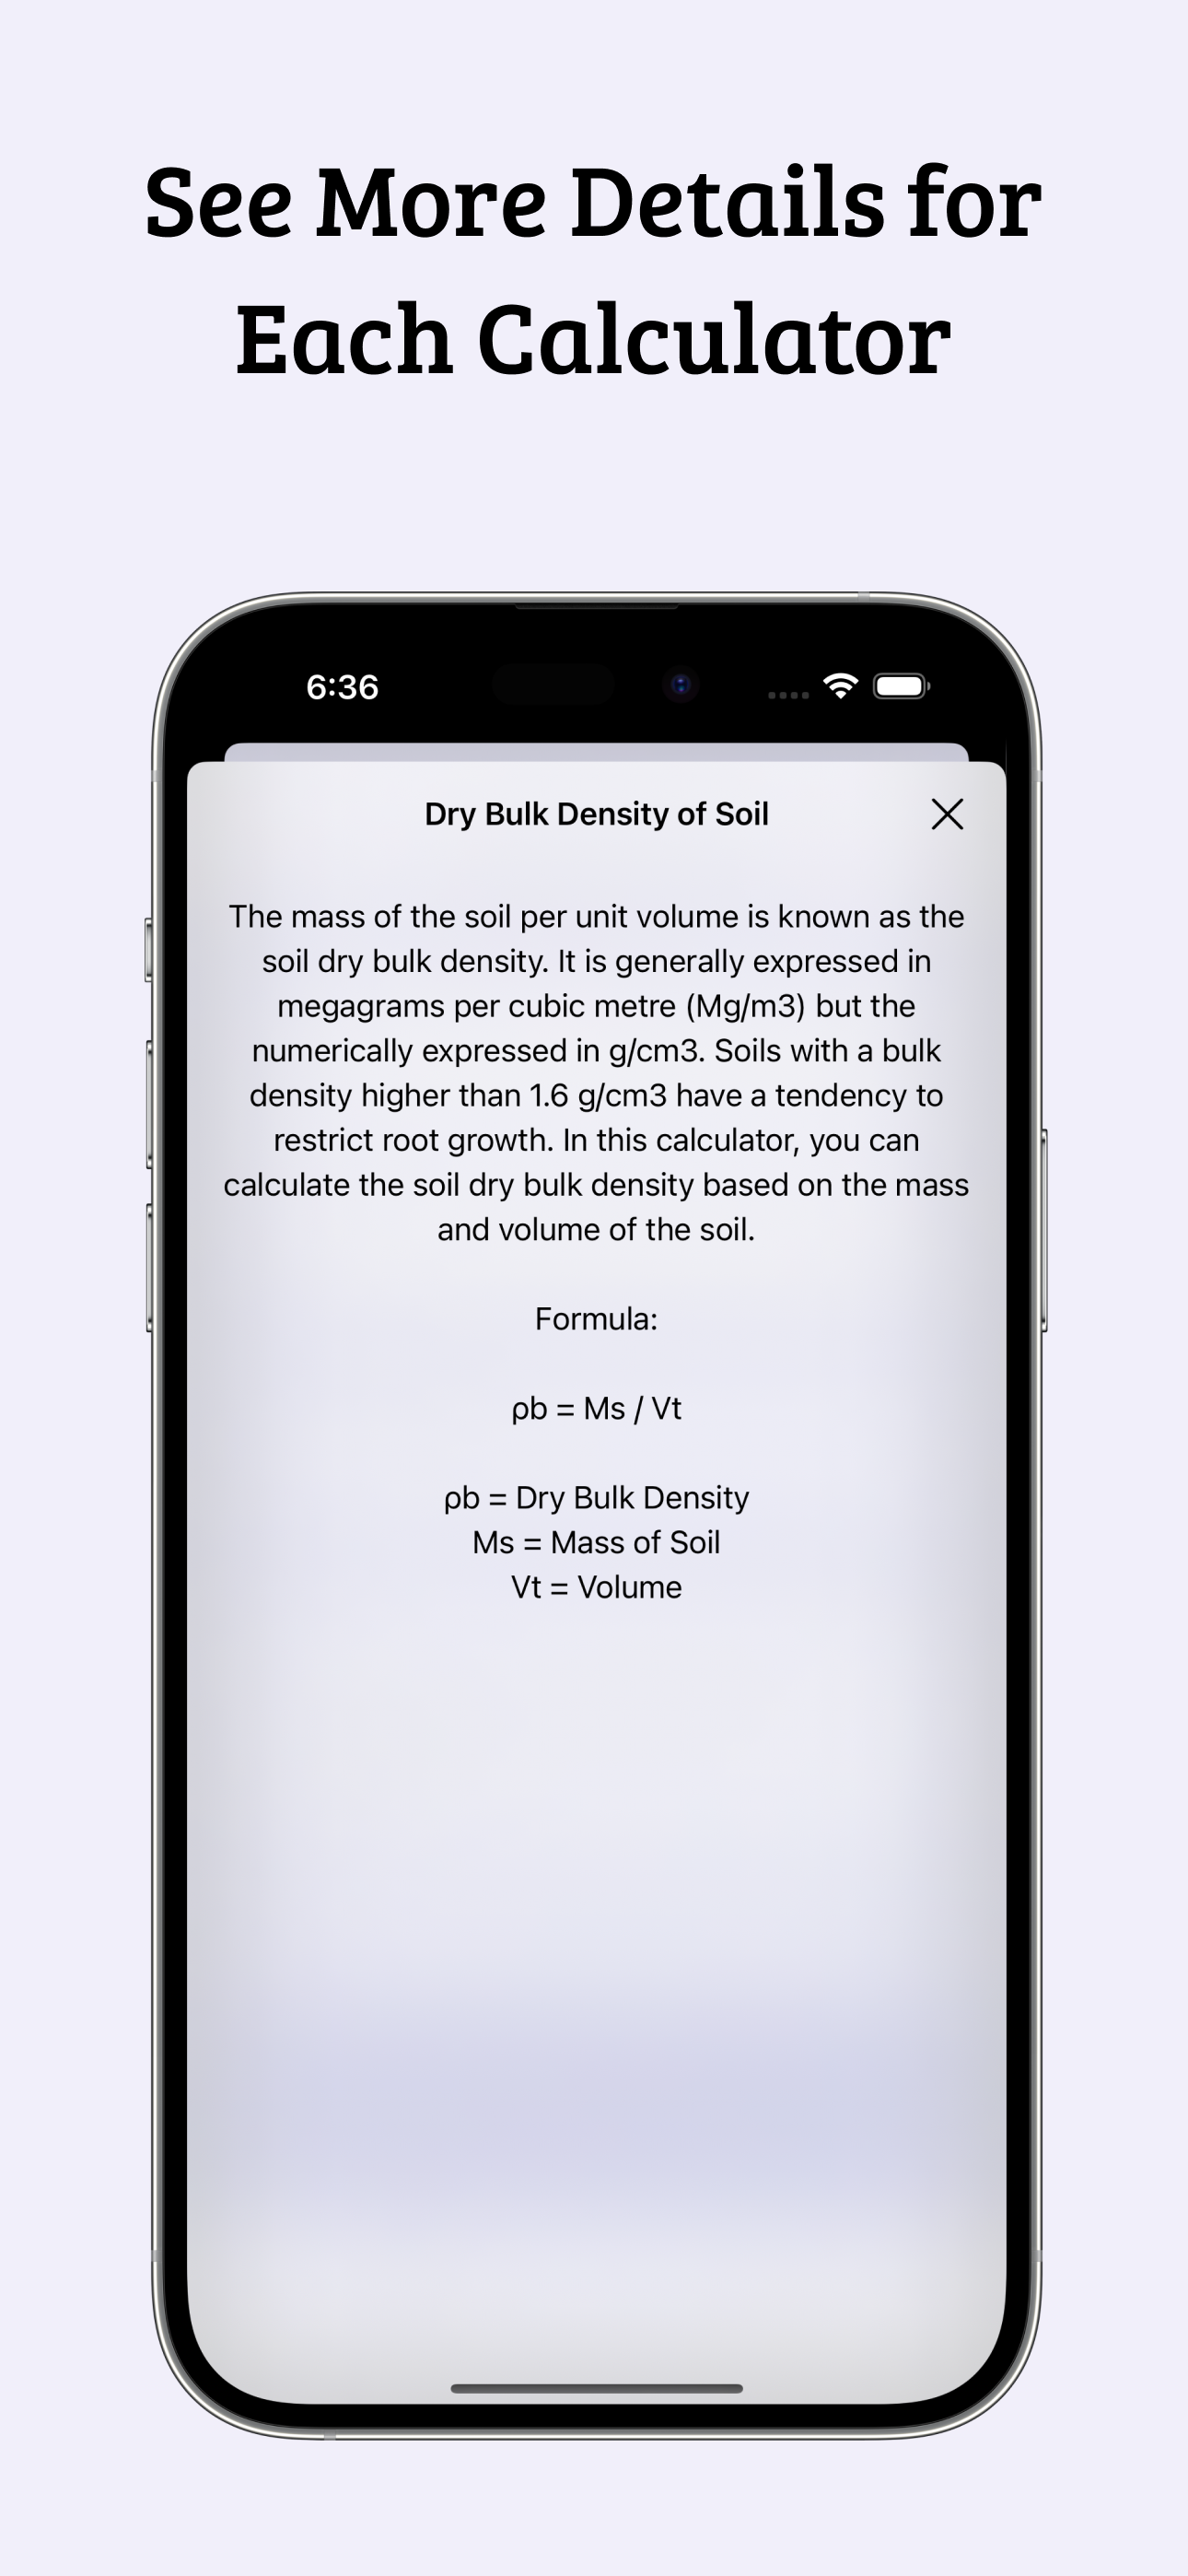 See More Details for
Each Calculator
6:36
Dry Bulk Density of Soil
The mass of the soil per unit volume is known as the
soil dry bulk density. It is generally expressed in
megagrams per cubic metre (Mg/m3) but the
numerically expressed in g/cm3. Soils with a bulk
density higher than 1.6 g/cm3 have a tendency to
restrict root growth. In this calculator, you can
calculate the soil dry bulk density based on the mass
and volume of the soil.
Formula:
ρb = Ms / Vt
ρb = Dry Bulk Density
Ms = Mass of Soil
Vt = Volume